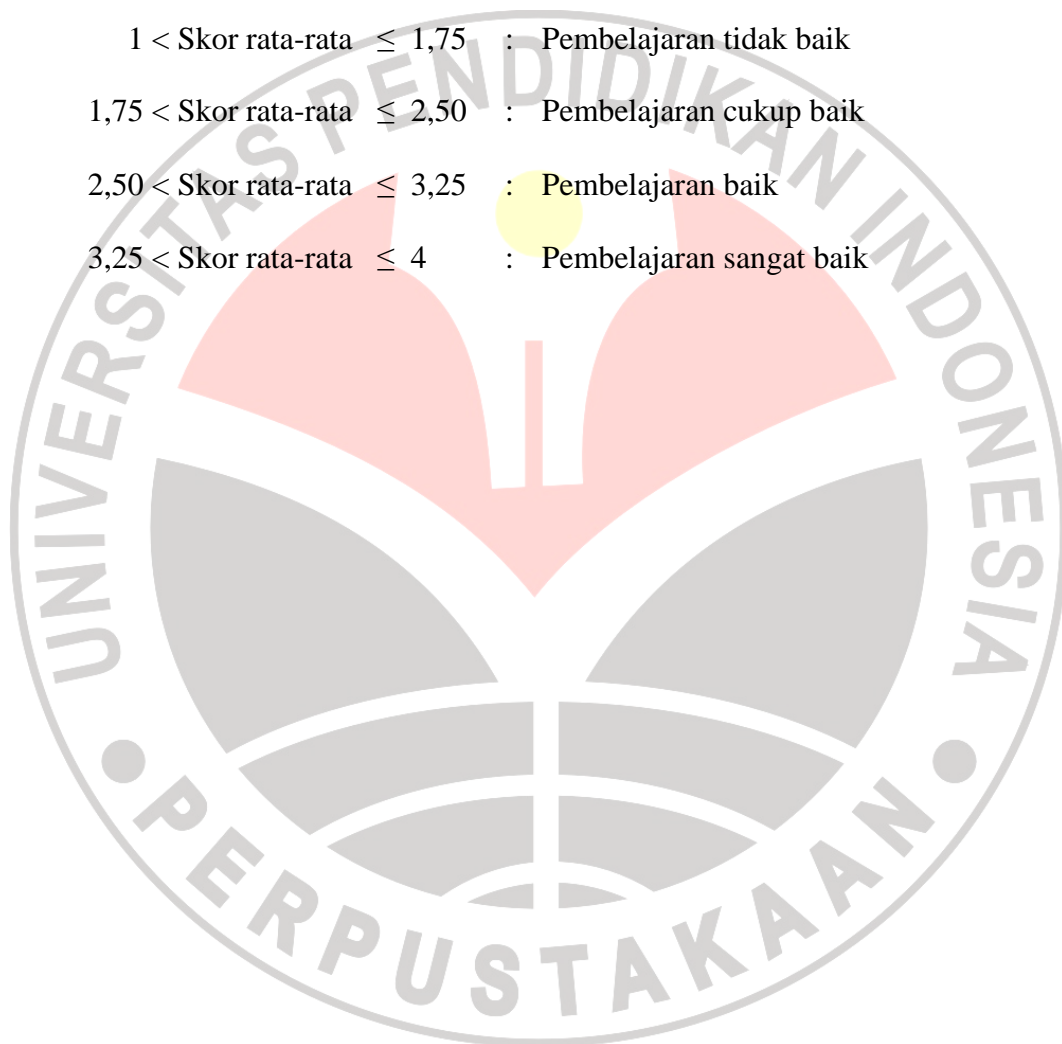 1 < Skor rata-rata ≤ 1,75 : Pembelajaran tidak baik
1,75 < Skor rata-rata ≤ 2,50 : Pembelajaran cukup baik
2,50 < Skor rata-rata ≤ 3,25 : Pembelajaran baik
3,25 < Skor rata-rata ≤ 4 : Pembelajaran sangat baik
UNIVERSITAS PENDIDIKAN INDONESIA
PERPUSTAKAAN